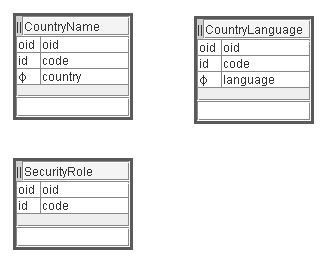 CountryName
oid oid
id code
ϕ country
CountryLanguage
oid oid
id code
ϕ language
SecurityRole
oid oid
id code